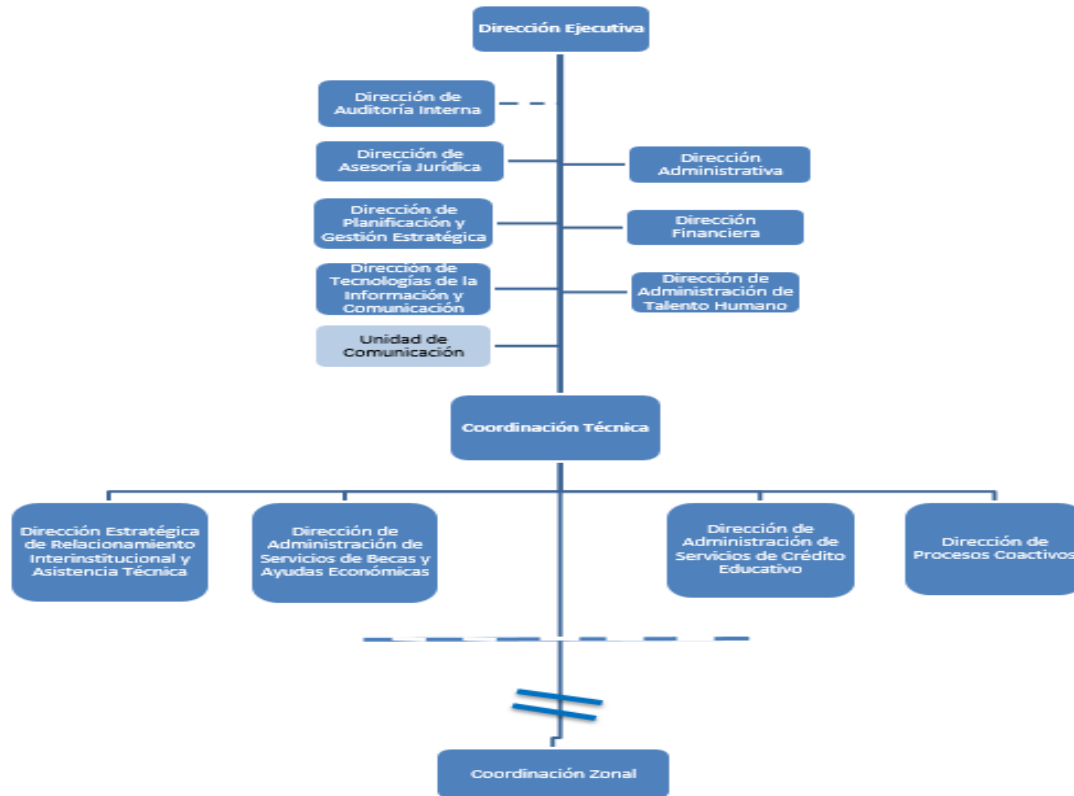 Dirección Ejecutiva
Dirección de
Auditoría Interna
Dirección de
Asesoría Jurídica
Dirección
Administrativa
Dirección de
Planificación y
Gestión Estratégica
Dirección
Financiera
Dirección de
Tecnologías de la
Información y
Comunicación
Dirección de
Administración de
Talento Humano
Unidad de
Comunicación
Coordinación Técnica
Dirección Estratégica
de Relacionamiento
Interinstitucional y
Asistencia Técnica
Dirección de
Administración de
Servicios de Becas y
Ayudas Económicas
Dirección de
Administración de
Servicios de Crédito
Educativo
Dirección de
Procesos Coactivos
Coordinación Zonal